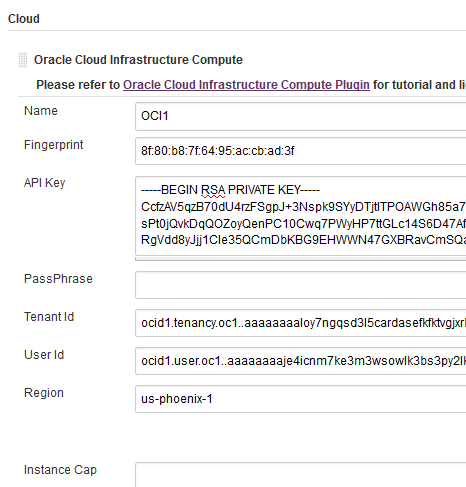 Cloud
Oracle Cloud Infrastructure Compute
Please refer to Oracle Cloud Infrastructure Compute Plugin for tutorial and li
Name
OCI1
Fingerprint
8f:80:b8:7f:64:95:ac:cb:ad:3f
API Key
-----BEGIN RSA PRIVATE KEY-----
CcfzAV5qzB70dU4rzFSgpJ+3Nspk9SYyDTjtlTPOAWGh85a7
sPt0jQvkDqQOZoyQenPC10Cwq7PWyHP7ttGLc14S6D47Af
RgVdd8yJjj1Cle35QCmDbKBG9EHWWN47GXBRavCmSQa
PassPhrase
Tenant Id
ocid1.tenancy.oc1..aaaaaaaaloy7ngqsd3l5cardasefkfktvgjxrl
User Id
ocid1.user.oc1..aaaaaaaaje4icnm7ke3m3wsowlk3bs3py2lk
Region
us-phoenix-1
Instance Cap